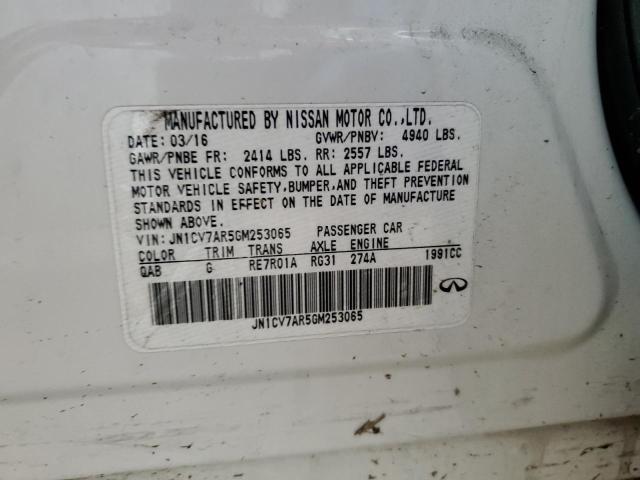 MANUFACTURED BY NISSAN MOTOR CO.,LTD.
DATE: 03/16 GVWR/PNBV: 4940 LBS.
GAWR/PNBE FR: 2414 LBS. RR: 2557 LBS.
THIS VEHICLE CONFORMS TO ALL APPLICABLE FEDERAL
MOTOR VEHICLE SAFETY,BUMPER,AND THEFT PREVENTION
STANDARDS IN EFFECT ON THE DATE OF MANUFACTURE
SHOWN ABOVE.
VIN: JN1CV7AR5GM253065 PASSENGER CAR
COLOR TRIM TRANS AXLE ENGINE
QAB G RE7R01A RG31 274A 1991CC
JN1CV7AR5GM253065